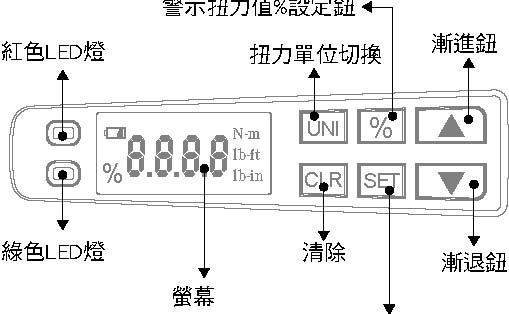 警示扭力值%設定鈕
紅色LED燈
扭力單位切換
漸進鈕
UNI
%
N-m
8.8.8.8
lb-ft
%
lb-in
CLR
SET
綠色LED燈
清除
漸退鈕
螢幕